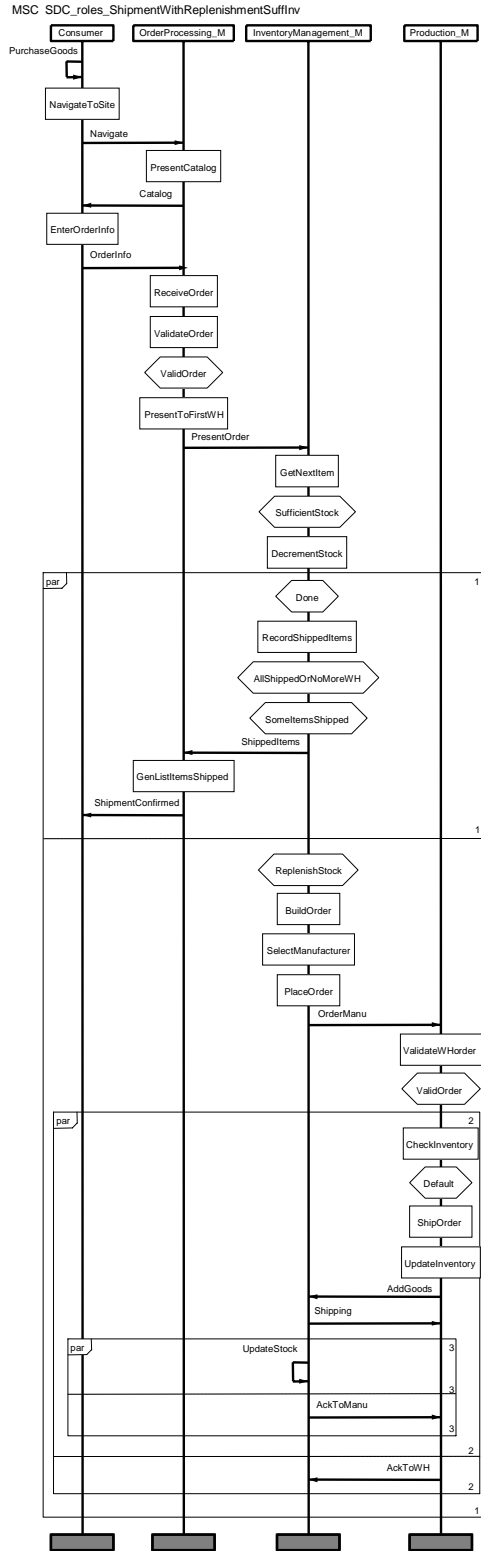 MSC SDC_roles_ShipmentWithReplenishmentSuffInv
Consumer OrderProcessing_M InventoryManagement_M Production_M
PurchaseGoods
NavigateToSite
Navigate
PresentCatalog
Catalog
EnterOrderInfo
OrderInfo
ReceiveOrder
ValidateOrder
ValidOrder
PresentToFirstWH
PresentOrder
GetNextItem
SufficientStock
DecrementStock
par 1
Done
RecordShippedItems
AllShippedOrNoMoreWH
SomeItemsShipped
ShippedItems
GenListItemsShipped
ShipmentConfirmed
1
ReplenishStock
BuildOrder
SelectManufacturer
PlaceOrder
OrderManu
ValidateWHorder
ValidOrder
par 2
CheckInventory
Default
ShipOrder
UpdateInventory
AddGoods
Shipping
par UpdateStock 3
3
AckToManu
3
2
AckToWH
2
1